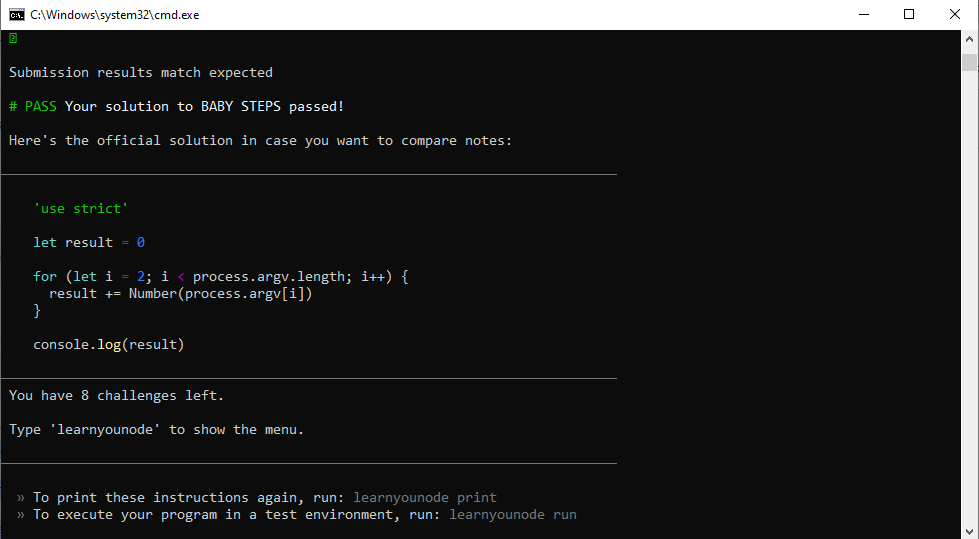 C:\Windows\system32\cmd.exe
Submission results match expected
# PASS Your solution to BABY STEPS passed!
Here's the official solution in case you want to compare notes:
'use strict'
let result = 0
for (let i = 2; i < process.argv.length; i++) {
result += Number(process.argv[i])
}
console.log(result)
You have 8 challenges left.
Type 'learnyounode' to show the menu.
» To print these instructions again, run: learnyounode print
» To execute your program in a test environment, run: learnyounode run